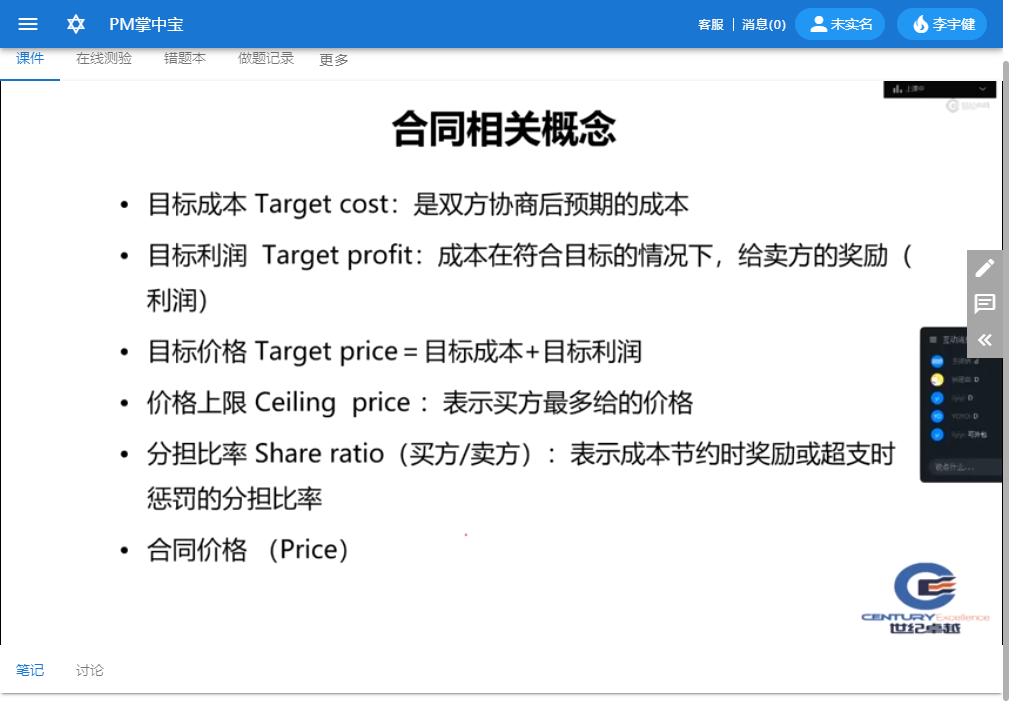 PM掌中宝
客服
消息(0)
未实名
李宇健
课件
在线测验
错题本
做题记录
更多
上课中
合同相关概念
• 目标成本 Target cost：是双方协商后预期的成本
• 目标利润 Target profit：成本在符合目标的情况下，给卖方的奖励（
利润）
• 目标价格 Target price＝目标成本+目标利润
• 价格上限 Ceiling price ：表示买方最多给的价格
• 分担比率 Share ratio（买方/卖方）：表示成本节约时奖励或超支时
惩罚的分担比率
• 合同价格 （Price）
说点什么...
CENTURY Excellence
世纪卓越
笔记
讨论